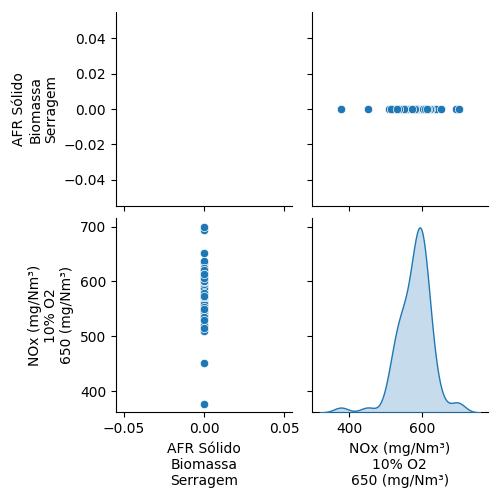 0.04
0.02
0.00
−0.02
−0.04
AFR Sólido
Biomassa
Serragem
700
600
500
400
NOx (mg/Nm³)
10% O2
650 (mg/Nm³)
−0.05 0.00 0.05
AFR Sólido
Biomassa
Serragem
400 600
NOx (mg/Nm³)
10% O2
650 (mg/Nm³)